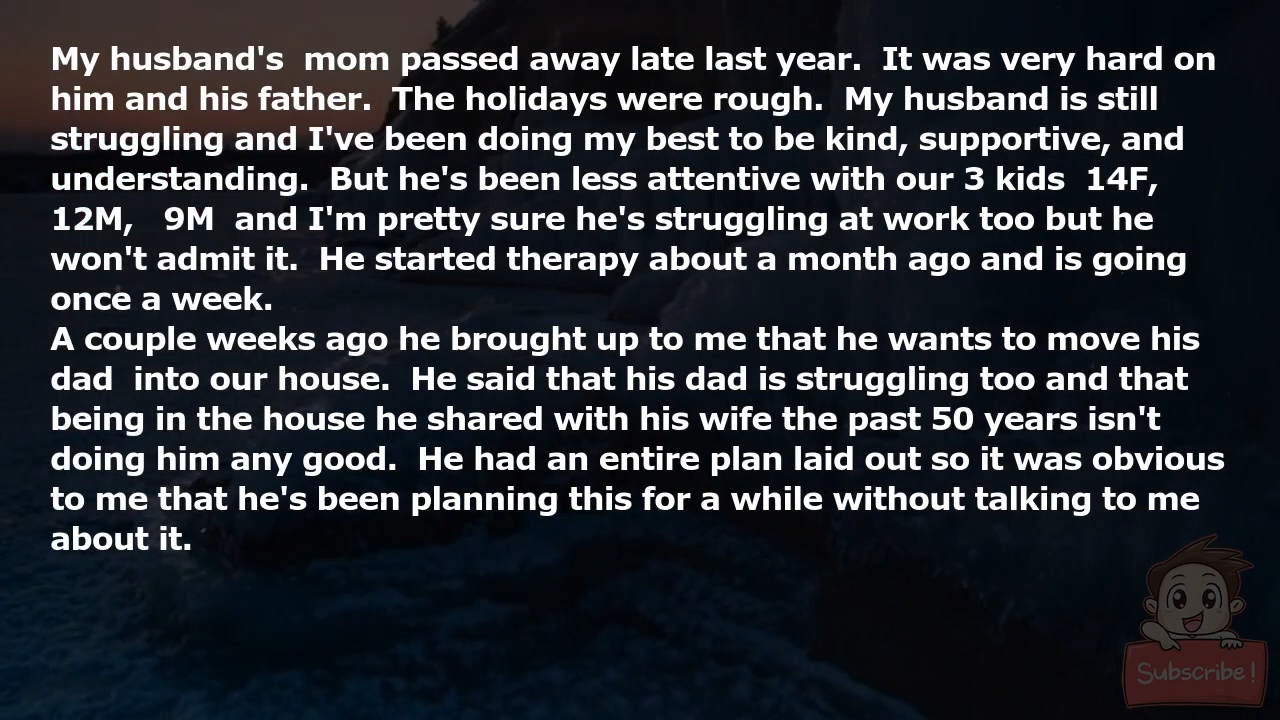 My husband's  mom passed away late last year.  It was very hard on
him and his father.  The holidays were rough.  My husband is still
struggling and I've been doing my best to be kind, supportive, and
understanding.  But he's been less attentive with our 3 kids  14F,
12M,   9M  and I'm pretty sure he's struggling at work too but he
won't admit it.  He started therapy about a month ago and is going
once a week.
A couple weeks ago he brought up to me that he wants to move his
dad  into our house.  He said that his dad is struggling too and that
being in the house he shared with his wife the past 50 years isn't
doing him any good.  He had an entire plan laid out so it was obvious
to me that he's been planning this for a while without talking to me
about it.
Subscribe!